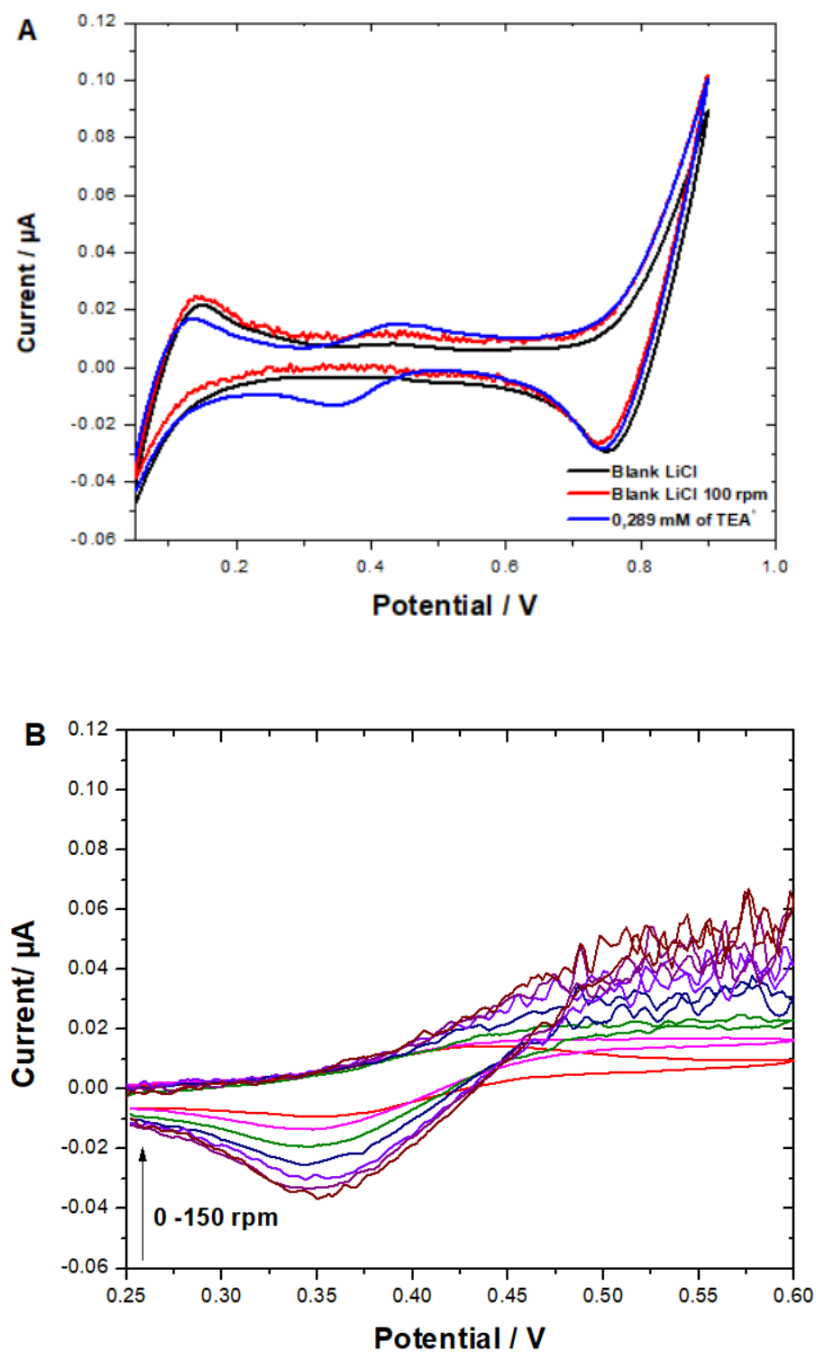 A
0.12
0.10
0.08
0.06
0.04
0.02
0.00
-0.02
-0.04
-0.06
Current / µA
Blank LiCl
Blank LiCl 100 rpm
0,289 mM of TEA⁺
0.2 0.4 0.6 0.8 1.0
Potential / V
B
0.12
0.10
0.08
0.06
0.04
0.02
0.00
-0.02
-0.04
-0.06
Current/ µA
0 -150 rpm
0.25 0.30 0.35 0.40 0.45 0.50 0.55 0.60
Potential / V